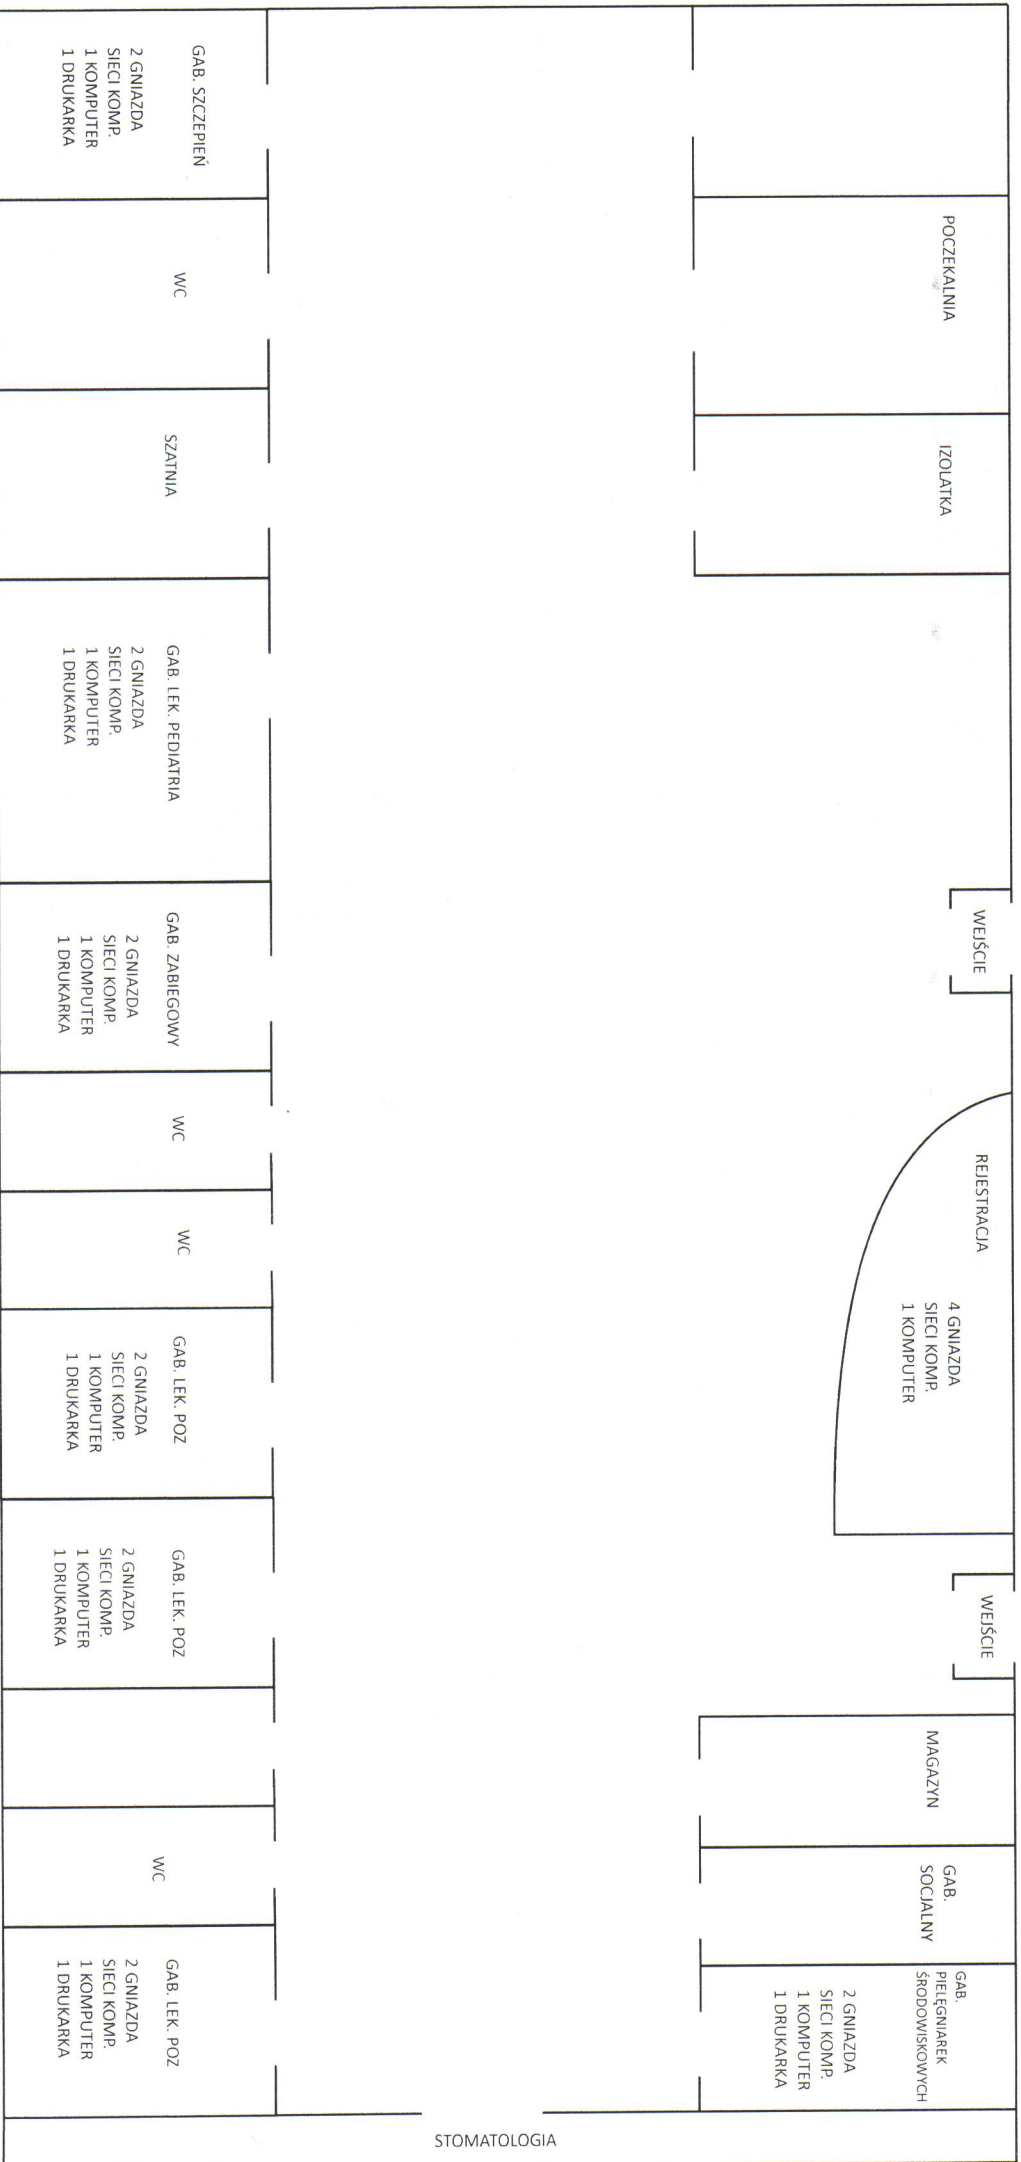 POCZEKALNIA
IZOLATKA
WEJŚCIE
REJESTRACJA
4 GNIAZDA
SIECI KOMP.
1 KOMPUTER
WEJŚCIE
MAGAZYN
GAB.
SOCJALNY
GAB.
PIELĘGNIAREK
ŚRODOWISKOWYCH
2 GNIAZDA
SIECI KOMP.
1 KOMPUTER
1 DRUKARKA
GAB. SZCZEPIEŃ
2 GNIAZDA
SIECI KOMP.
1 KOMPUTER
1 DRUKARKA
WC
SZATNIA
GAB. LEK. PEDIATRIA
2 GNIAZDA
SIECI KOMP.
1 KOMPUTER
1 DRUKARKA
GAB. ZABIEGOWY
2 GNIAZDA
SIECI KOMP.
1 KOMPUTER
1 DRUKARKA
WC
WC
GAB. LEK. POZ
2 GNIAZDA
SIECI KOMP.
1 KOMPUTER
1 DRUKARKA
GAB. LEK. POZ
2 GNIAZDA
SIECI KOMP.
1 KOMPUTER
1 DRUKARKA
WC
GAB. LEK. POZ
2 GNIAZDA
SIECI KOMP.
1 KOMPUTER
1 DRUKARKA
STOMATOLOGIA